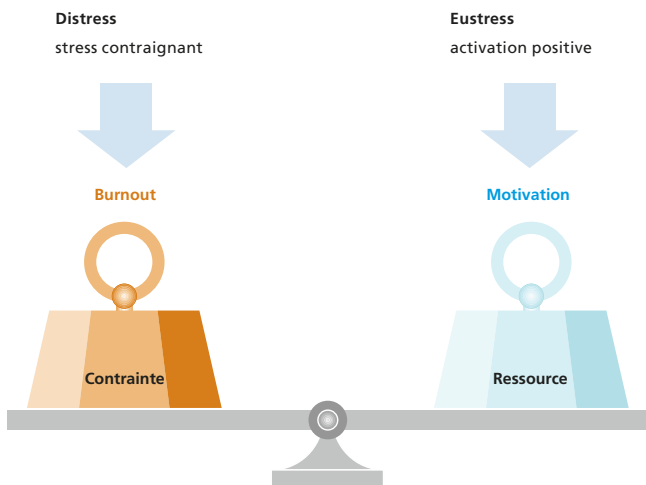 Distress
stress contraignant
Eustress
activation positive
Burnout
Motivation
Contrainte
Ressource